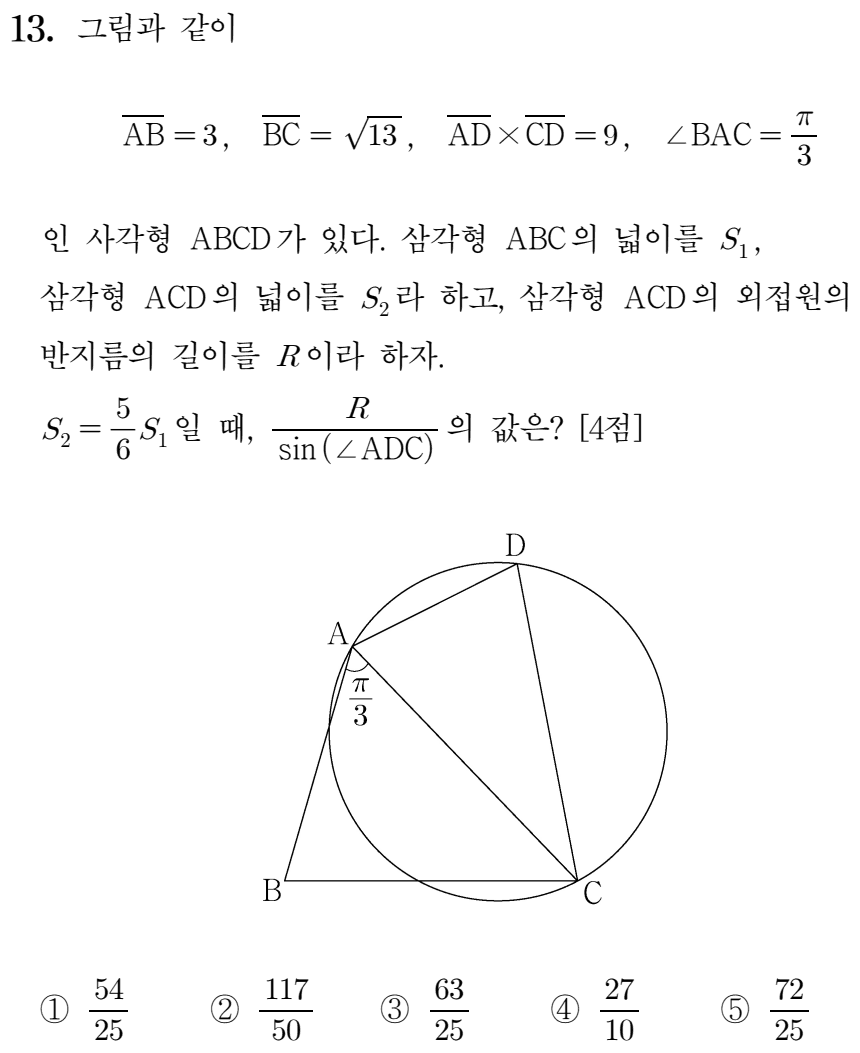 13. 그림과 같이
AB̅ = 3, BC̅ = √13, AD̅ × CD̅ = 9, ∠BAC = π/3
인 사각형 ABCD가 있다. 삼각형 ABC의 넓이를 S₁,
삼각형 ACD의 넓이를 S₂라 하고, 삼각형 ACD의 외접원의
반지름의 길이를 R이라 하자.
S₂ = 5/6 S₁일 때, R/sin(∠ADC)의 값은? [4점]
D
A
π/3
B
C
① 54/25 ② 117/50 ③ 63/25 ④ 27/10 ⑤ 72/25